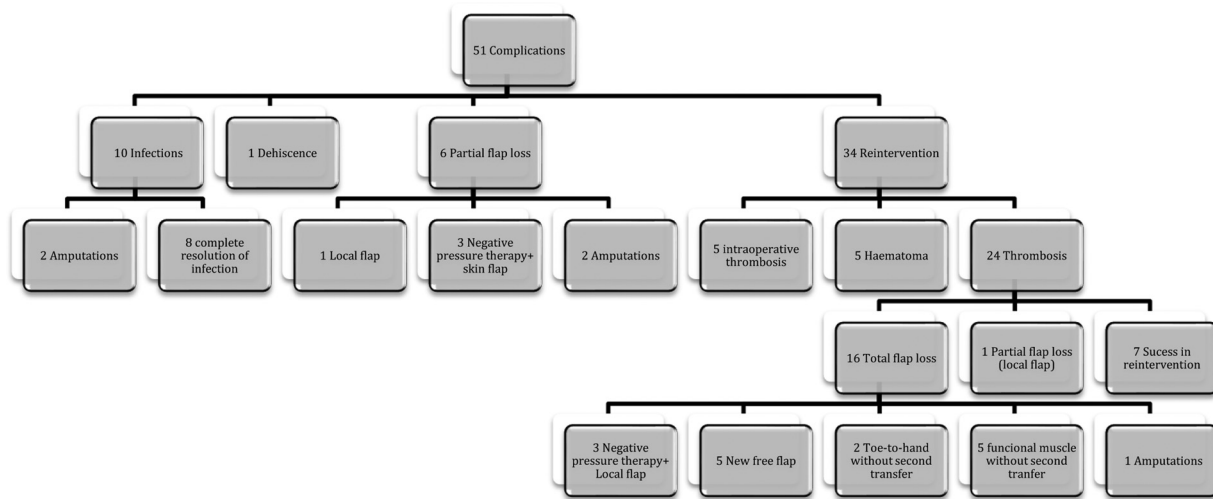 51 Complications
10 Infections
1 Dehiscence
6 Partial flap loss
34 Reintervention
2 Amputations
8 complete
resolution of
infection
1 Local flap
3 Negative
pressure therapy+
skin flap
2 Amputations
5 intraoperative
thrombosis
5 Haematoma
24 Thrombosis
16 Total flap loss
1 Partial flap loss
(local flap)
7 Sucess in
reintervention
3 Negative
pressure therapy+
Local flap
5 New free flap
2 Toe-to-hand
without second
transfer
5 funcional muscle
without second
tranfer
1 Amputations